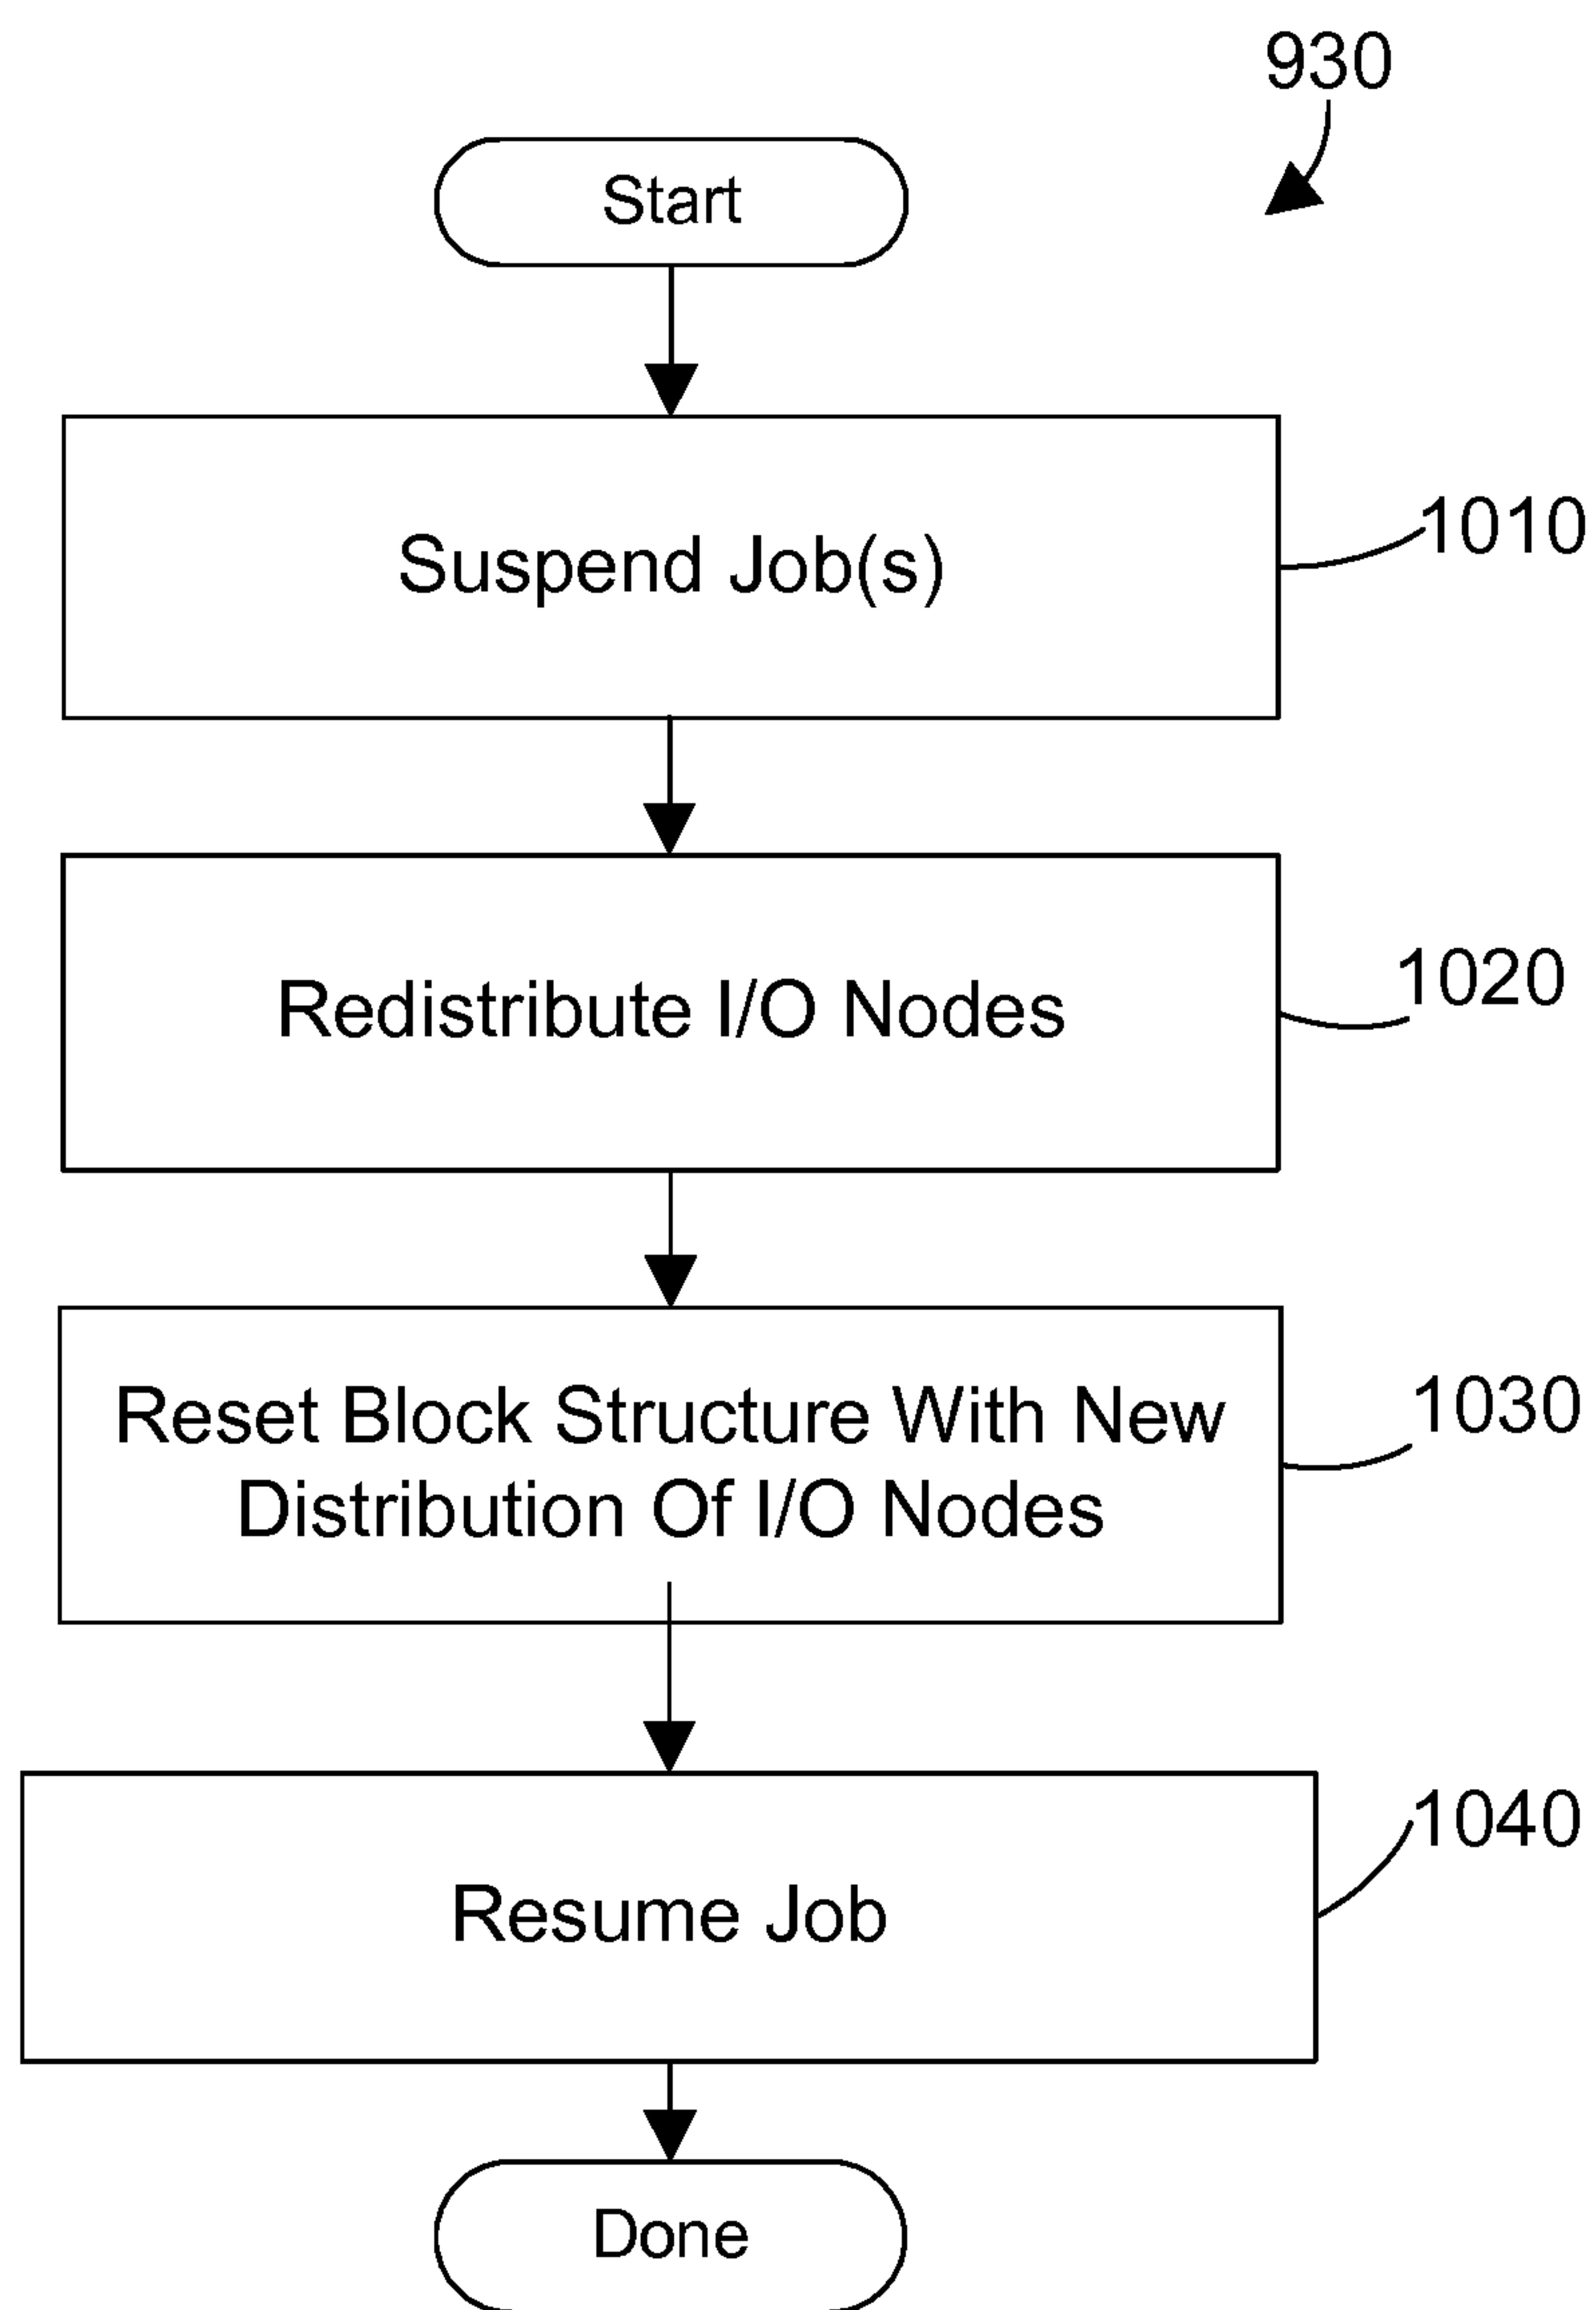 930
Start
Suspend Job(s)
1010
Redistribute I/O Nodes
1020
Reset Block Structure With New
Distribution Of I/O Nodes
1030
Resume Job
1040
Done